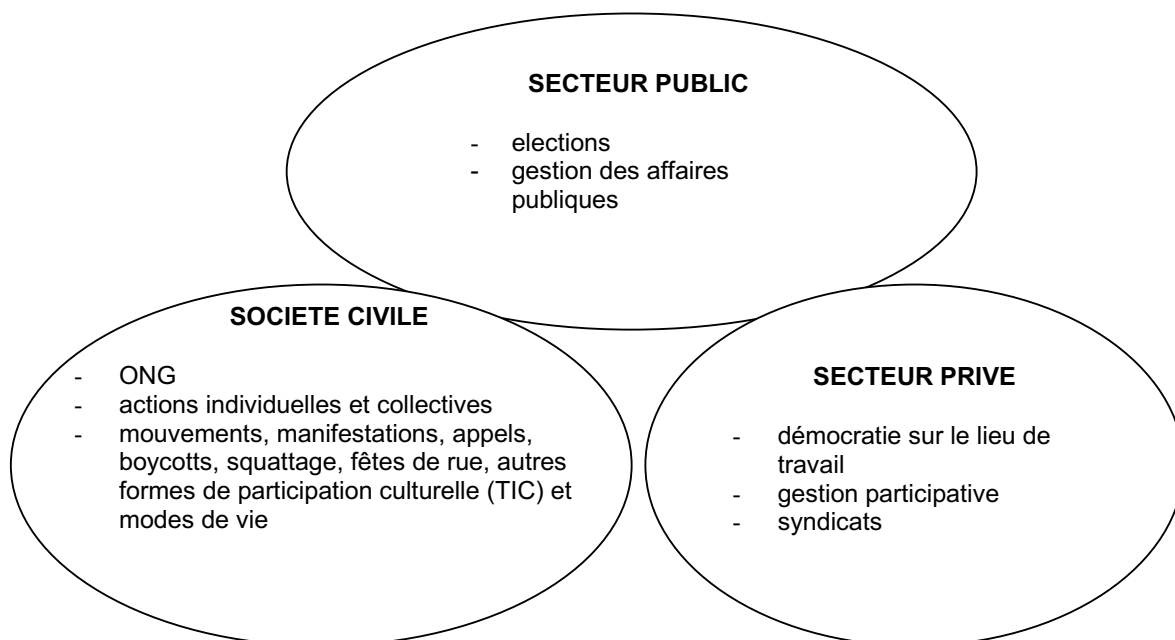 SECTEUR PUBLIC
- elections
- gestion des affaires
publiques
SOCIETE CIVILE
- ONG
- actions individuelles et collectives
- mouvements, manifestations, appels,
boycotts, squattage, fêtes de rue, autres
formes de participation culturelle (TIC) et
modes de vie
SECTEUR PRIVE
- démocratie sur le lieu de
travail
- gestion participative
- syndicats